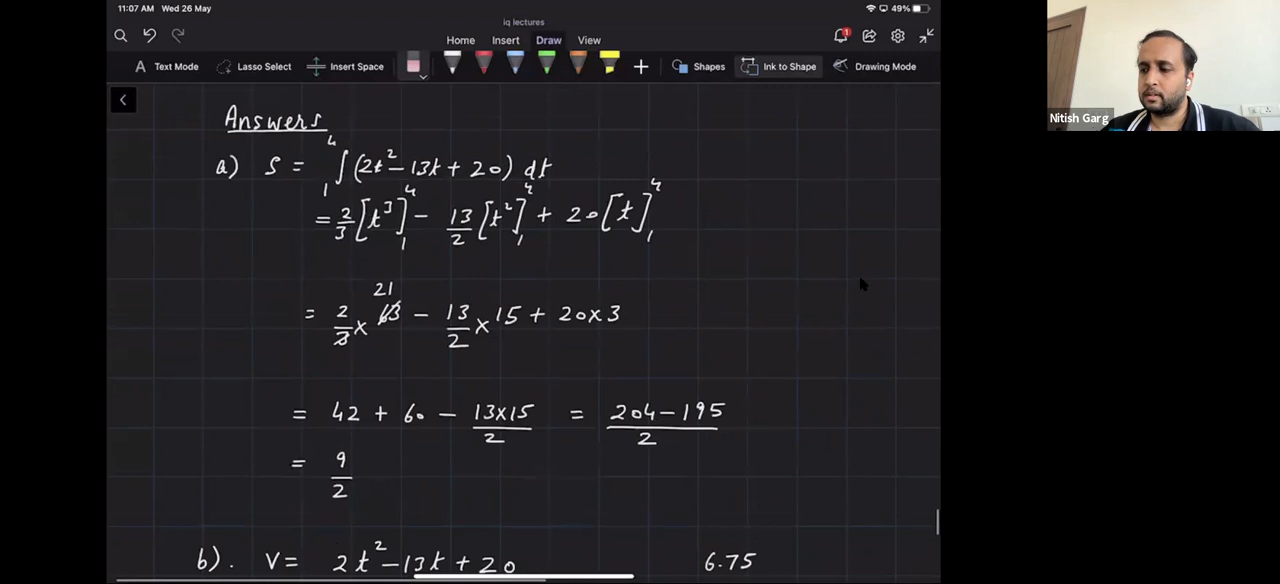 11:07 AM Wed 26 May
49%
iq lectures
Home Insert Draw View
1
A Text Mode Lasso Select Insert Space Shapes Ink to Shape Drawing Mode
Nitish Garg
Answers
a) S = ∫₁⁴ (2t² - 13t + 20) dt
= 2/3 [t³]₁⁴ - 13/2 [t²]₁⁴ + 20 [t]₁⁴
21
= 2/3 × 63 - 13/2 × 15 + 20 × 3
= 42 + 60 - 13×15/2 = 204 - 195/2
= 9/2
b). V = 2t² - 13t + 20 6.75